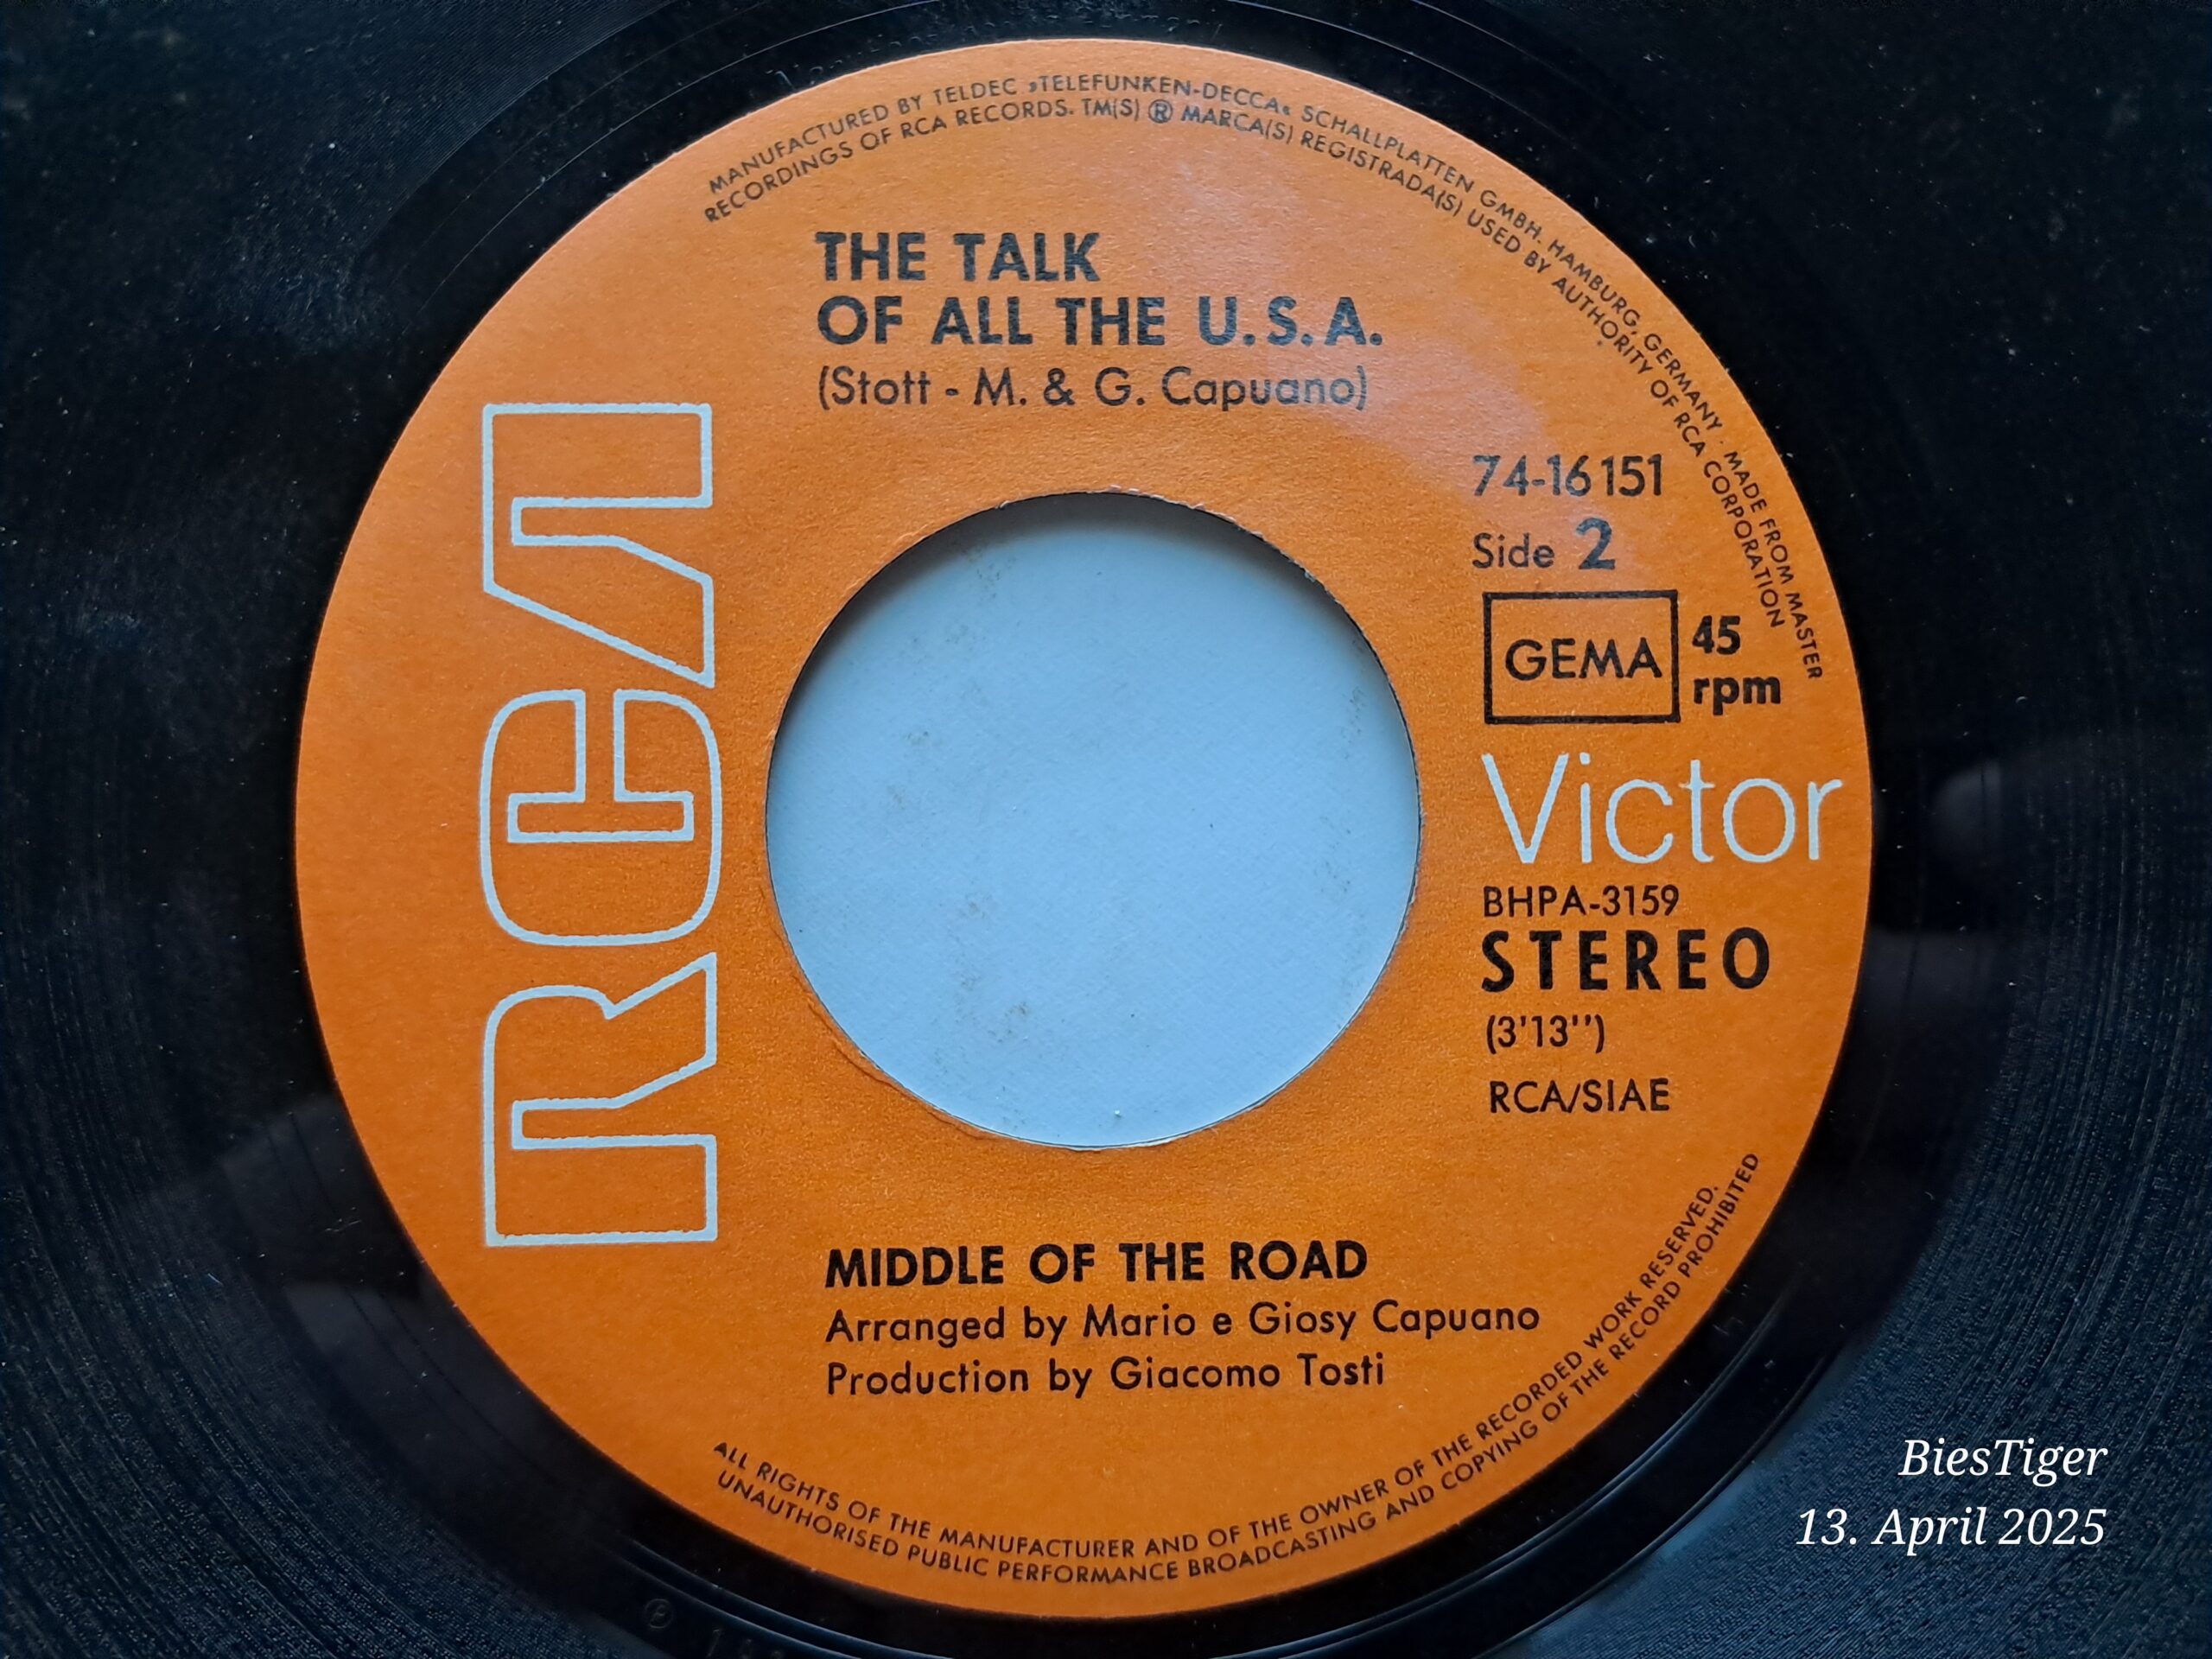 MANUFACTURED BY TELDEC »TELEFUNKEN-DECCA« SCHALLPLATTEN GMBH. HAMBURG, GERMANY · MADE FROM MASTER
RECORDINGS OF RCA RECORDS. TM(S) ® MARCA(S) REGISTRADA(S) USED BY AUTHORITY OF RCA CORPORATION
THE TALK
OF ALL THE U.S.A.
(Stott - M. & G. Capuano)
RCA
74-16151
Side 2
GEMA
45
rpm
Victor
BHPA-3159
STEREO
(3'13'')
RCA/SIAE
MIDDLE OF THE ROAD
Arranged by Mario e Giosy Capuano
Production by Giacomo Tosti
ALL RIGHTS OF THE MANUFACTURER AND OF THE OWNER OF THE RECORDED WORK RESERVED.
UNAUTHORISED PUBLIC PERFORMANCE BROADCASTING AND COPYING OF THE RECORD PROHIBITED
BiesTiger
13. April 2025